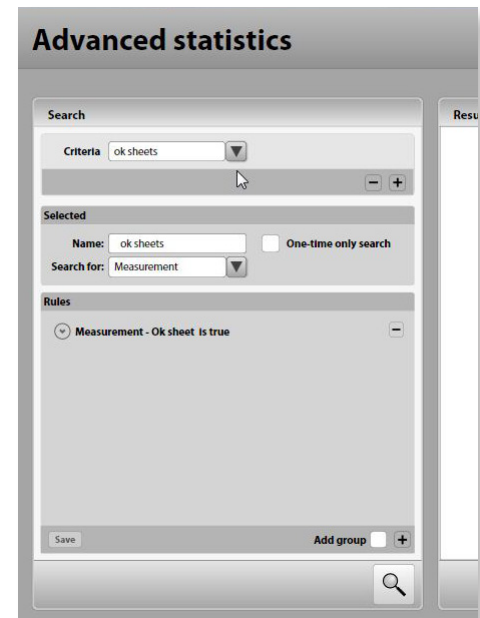 Advanced statistics
Search
Resu
Criteria ok sheets
Selected
Name: ok sheets One-time only search
Search for: Measurement
Rules
Measurement - Ok sheet is true
Save Add group